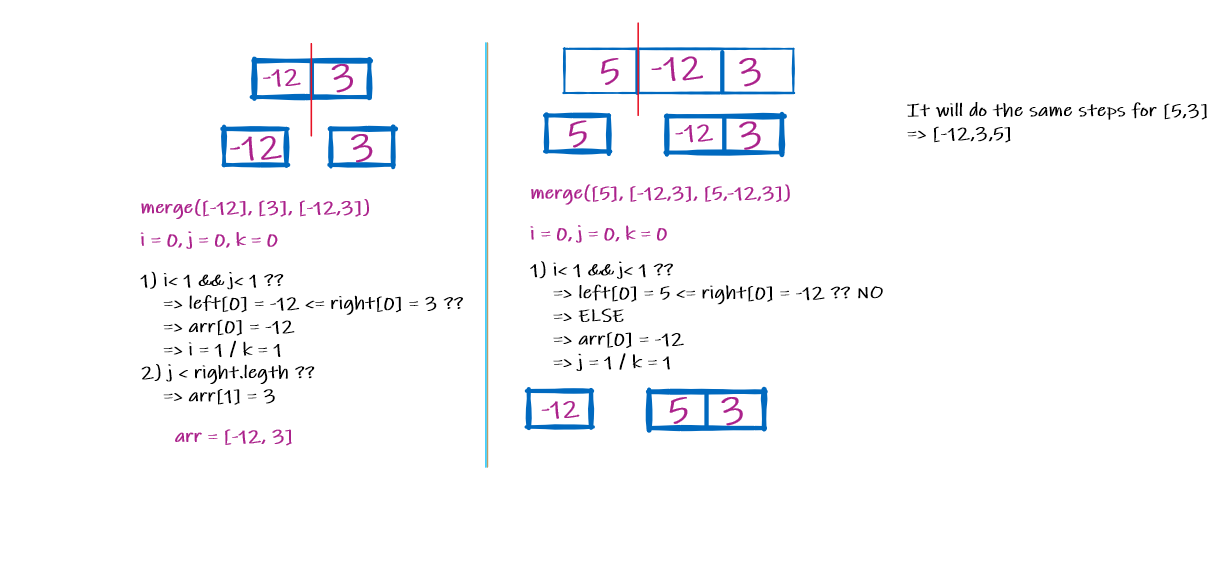 -12 3
-12 3
merge([-12], [3], [-12,3])
i = 0, j = 0, k = 0
1) i< 1 && j< 1 ??
=> left[0] = -12 <= right[0] = 3 ??
=> arr[0] = -12
=> i = 1 / k = 1
2) j < right.legth ??
=> arr[1] = 3
arr = [-12, 3]
5 -12 3
5 -12 3
merge([5], [-12,3], [5,-12,3])
i = 0, j = 0, k = 0
1) i< 1 && j< 1 ??
=> left[0] = 5 <= right[0] = -12 ?? NO
=> ELSE
=> arr[0] = -12
=> j = 1 / k = 1
-12 5 3
It will do the same steps for [5,3]
=> [-12,3,5]